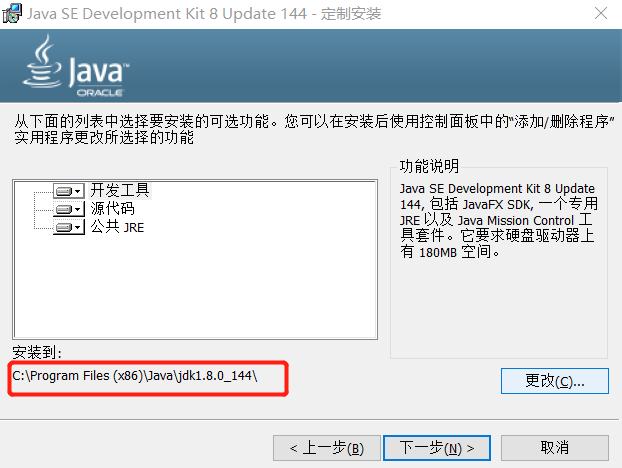 Java SE Development Kit 8 Update 144 - 定制安装
Java™
ORACLE
从下面的列表中选择要安装的可选功能。您可以在安装后使用控制面板中的“添加/删除程序”
实用程序更改所选择的功能
开发工具
源代码
公共 JRE
功能说明
Java SE Development Kit 8 Update
144, 包括 JavaFX SDK, 一个专用
JRE 以及 Java Mission Control 工
具套件。它要求硬盘驱动器上
有 180MB 空间。
安装到:
C:\Program Files (x86)\Java\jdk1.8.0_144\
更改(C)...
< 上一步(B)
下一步(N) >
取消